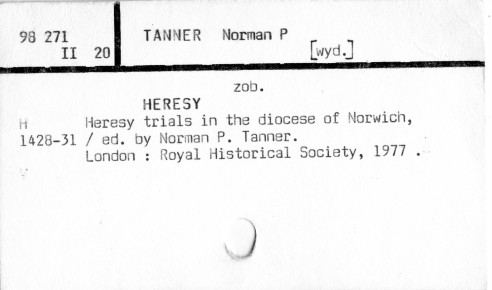 98 271
II 20
TANNER Norman P
[wyd.]
zob.
HERESY
H
Heresy trials in the diocese of Norwich,
1428-31 / ed. by Norman P. Tanner.
London : Royal Historical Society, 1977 .